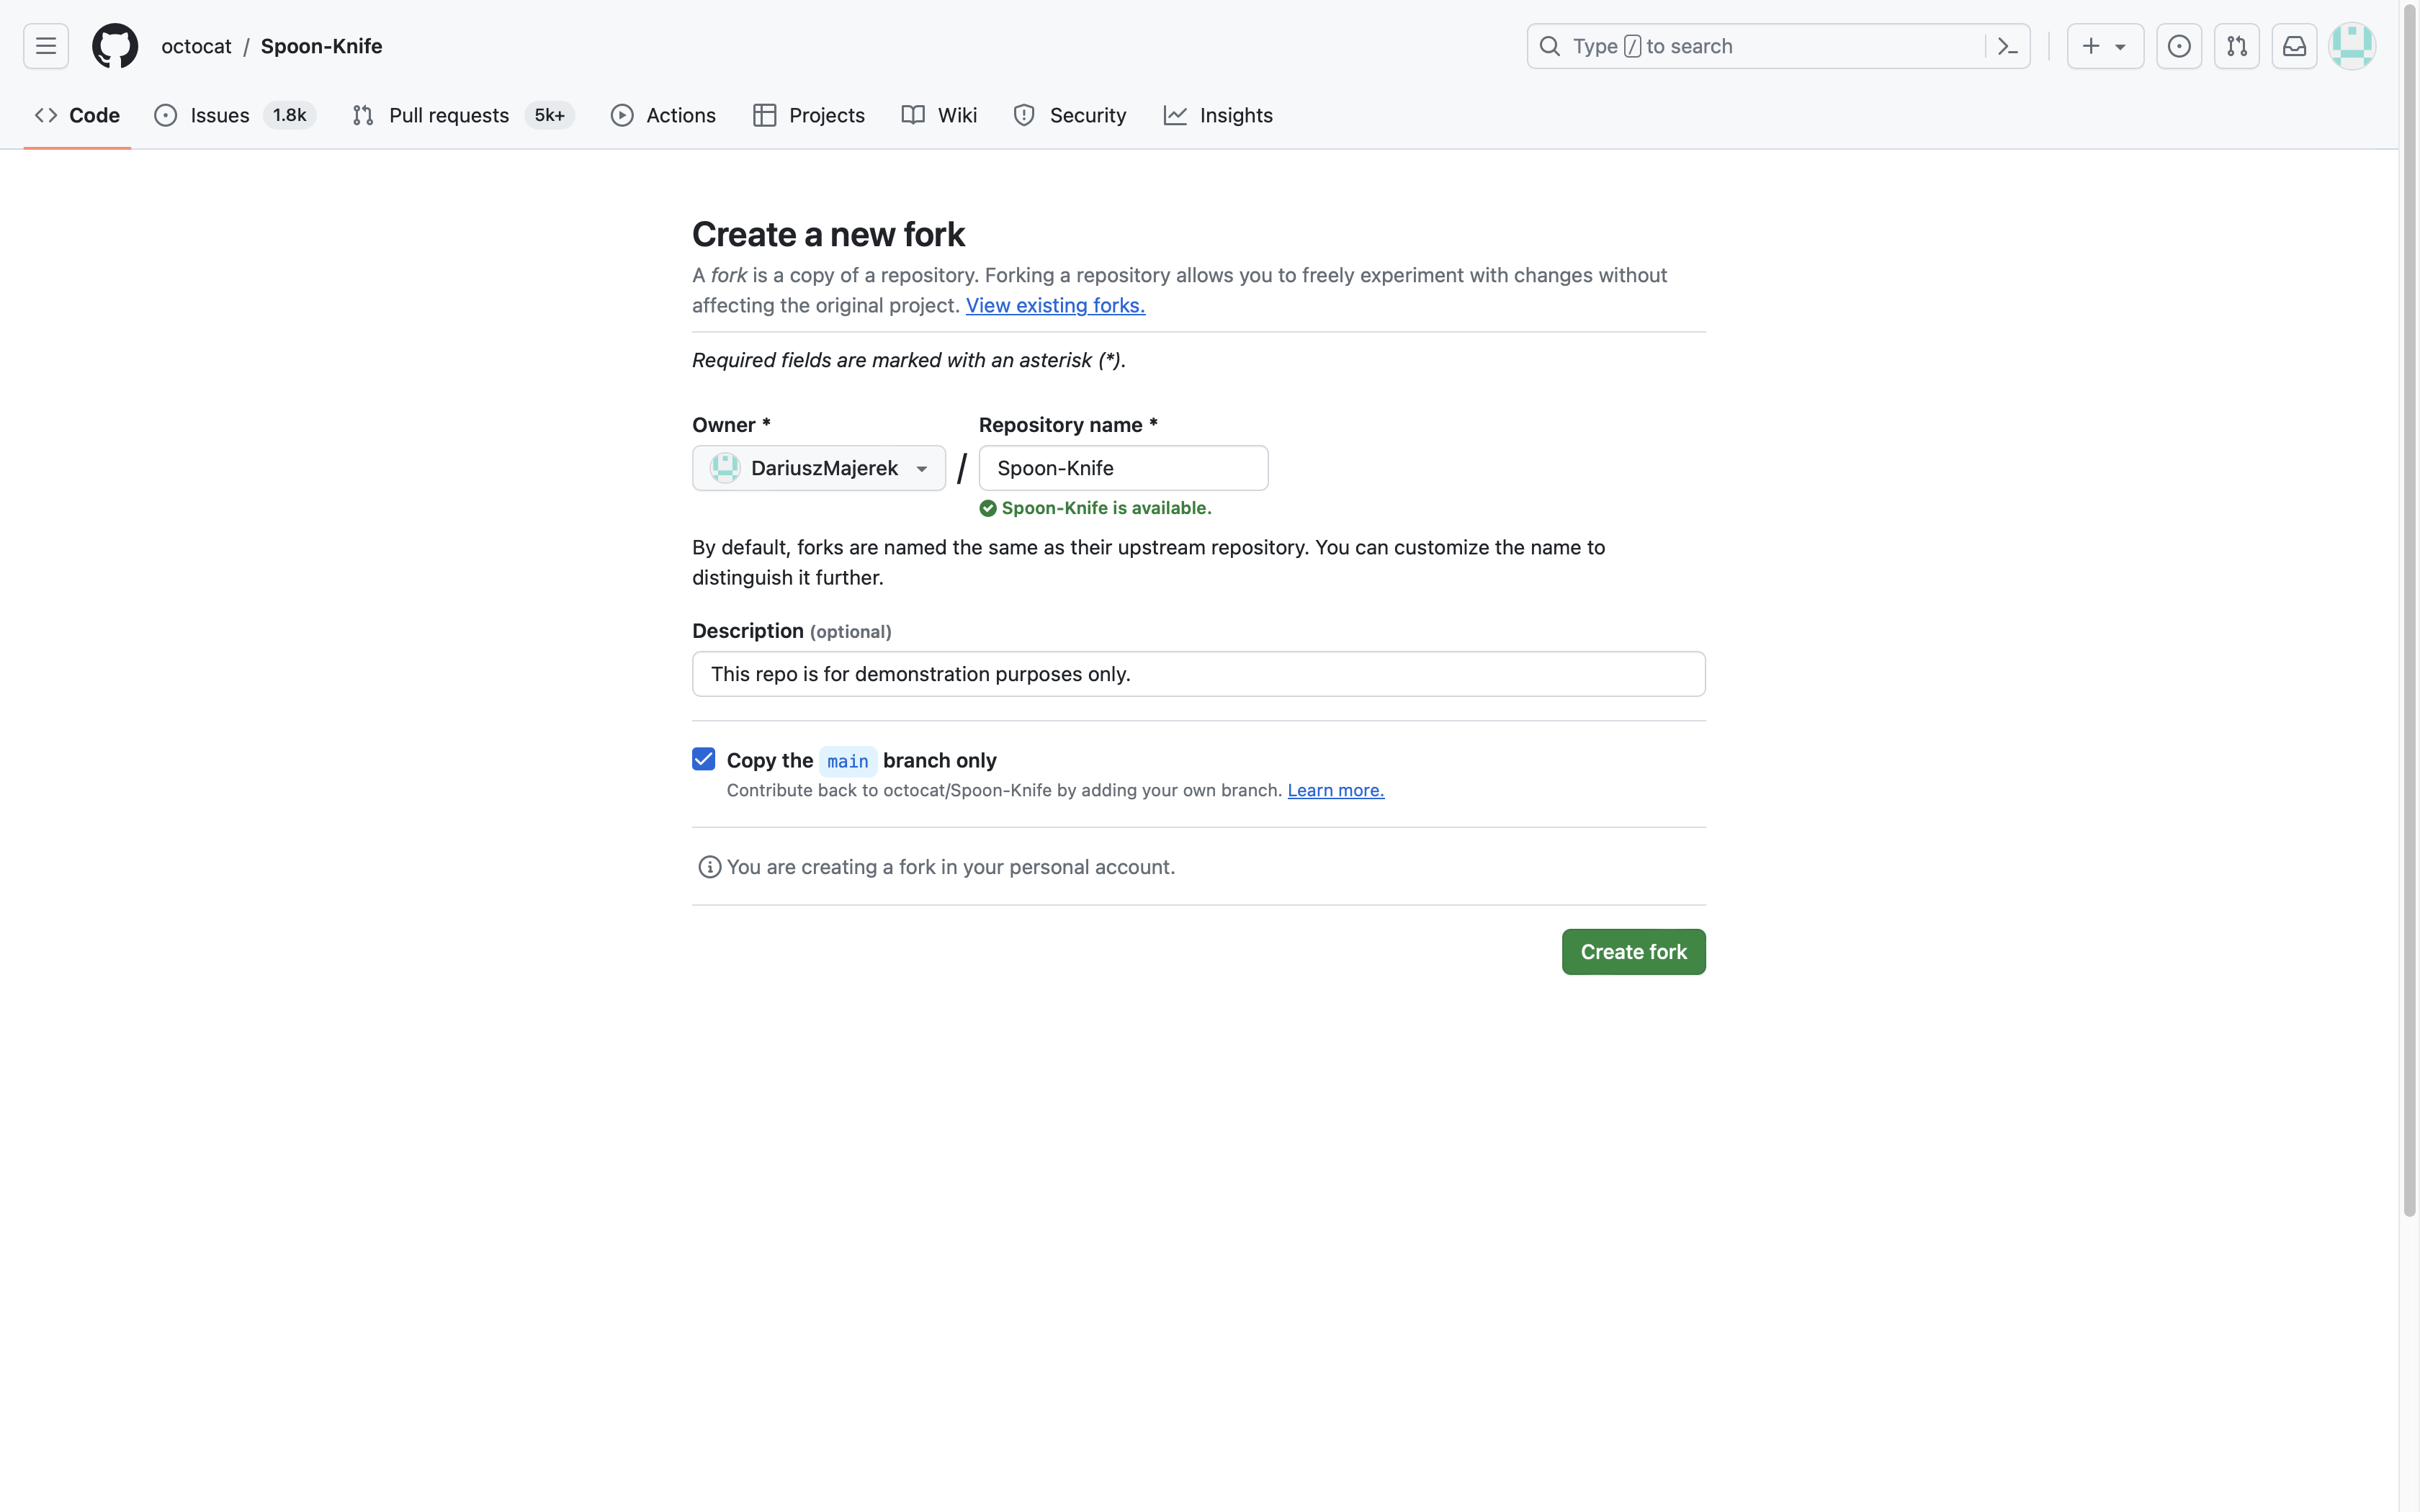 octocat / Spoon-Knife
Type / to search
Code Issues 1.8k Pull requests 5k+ Actions Projects Wiki Security Insights
Create a new fork
A fork is a copy of a repository. Forking a repository allows you to freely experiment with changes without
affecting the original project. View existing forks.
Required fields are marked with an asterisk (*).
Owner * Repository name *
DariuszMajerek / Spoon-Knife
Spoon-Knife is available.
By default, forks are named the same as their upstream repository. You can customize the name to
distinguish it further.
Description (optional)
This repo is for demonstration purposes only.
Copy the main branch only
Contribute back to octocat/Spoon-Knife by adding your own branch. Learn more.
You are creating a fork in your personal account.
Create fork